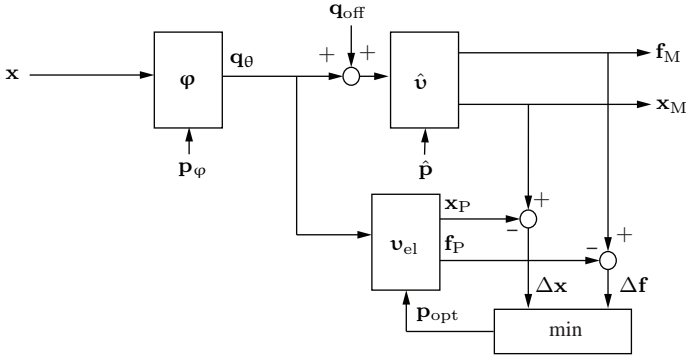 q_off
x
φ
q_θ
+
+
υ̂
f_M
x_M
p_φ
p̂
x_P
+
−
υ_el
f_P
−
+
Δx
Δf
p_opt
min